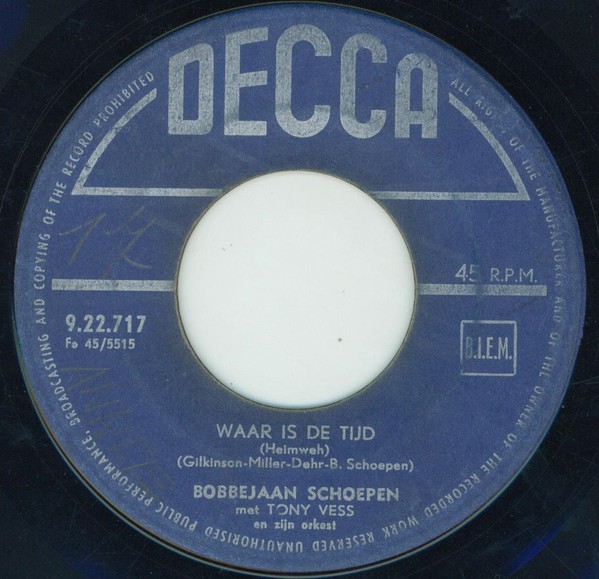 DECCA
ALL RIGHTS OF THE MANUFACTURER AND OF THE OWNER OF THE RECORDED WORK RESERVED UNAUTHORISED PUBLIC PERFORMANCE, BROADCASTING AND COPYING OF THE RECORD PROHIBITED
45 R.P.M.
9.22.717
Fo 45/5515
B.I.E.M.
WAAR IS DE TIJD
(Heimweh)
(Gilkinson-Miller-Dehr-B. Schoepen)
BOBBEJAAN SCHOEPEN
met TONY VESS
en zijn orkest